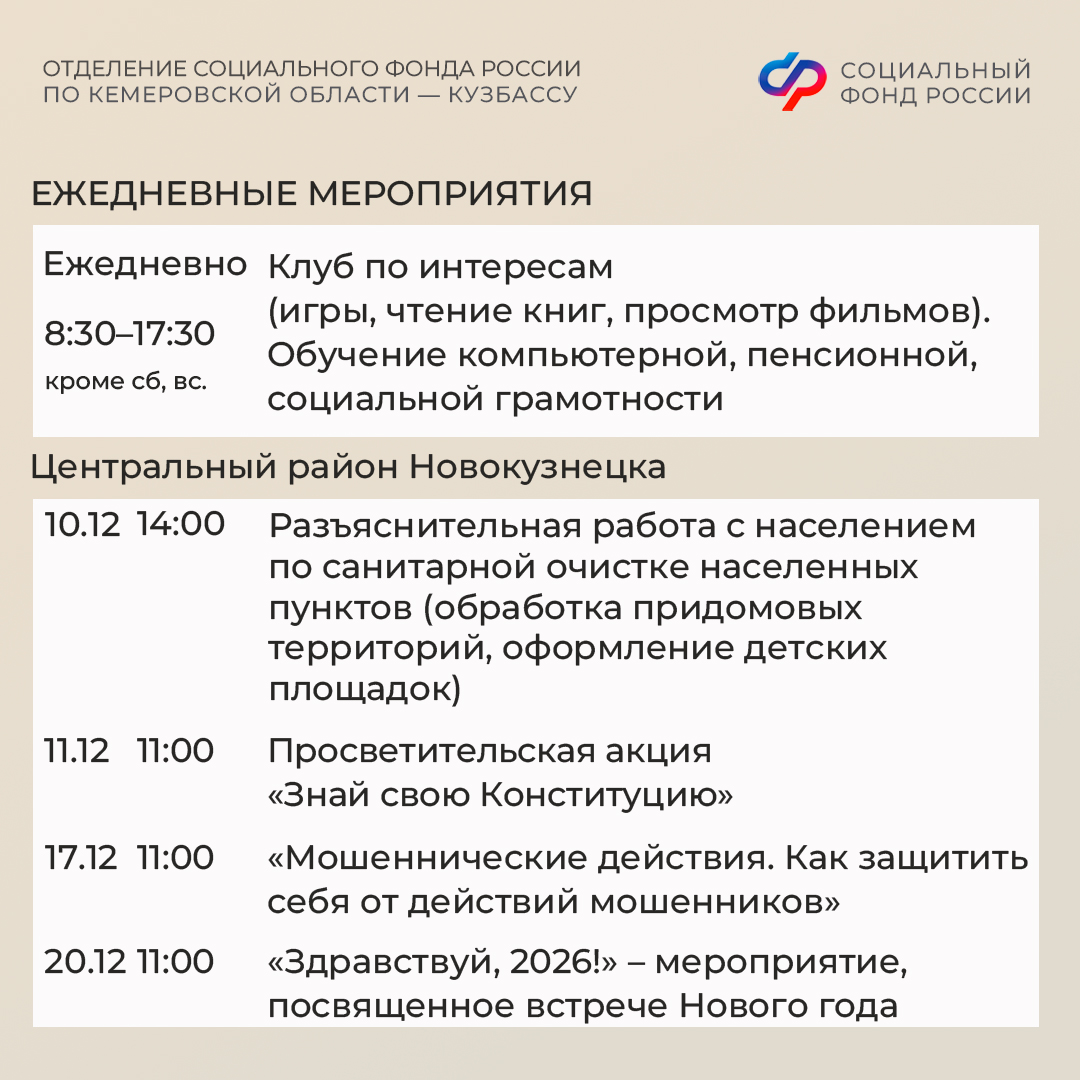 ОТДЕЛЕНИЕ СОЦИАЛЬНОГО ФОНДА РОССИИ
ПО КЕМЕРОВСКОЙ ОБЛАСТИ — КУЗБАССУ
СОЦИАЛЬНЫЙ
ФОНД РОССИИ
ЕЖЕДНЕВНЫЕ МЕРОПРИЯТИЯ
Ежедневно
8:30–17:30
кроме сб, вс.
Клуб по интересам
(игры, чтение книг, просмотр фильмов).
Обучение компьютерной, пенсионной,
социальной грамотности
Центральный район Новокузнецка
10.12 14:00 Разъяснительная работа с населением
по санитарной очистке населенных
пунктов (обработка придомовых
территорий, оформление детских
площадок)
11.12 11:00 Просветительская акция
«Знай свою Конституцию»
17.12 11:00 «Мошеннические действия. Как защитить
себя от действий мошенников»
20.12 11:00 «Здравствуй, 2026!» – мероприятие,
посвященное встрече Нового года